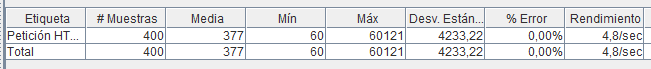 Etiqueta # Muestras Media Mín Máx Desv. Están... % Error Rendimiento
Petición HT... 400 377 60 60121 4233,22 0,00% 4,8/sec
Total 400 377 60 60121 4233,22 0,00% 4,8/sec